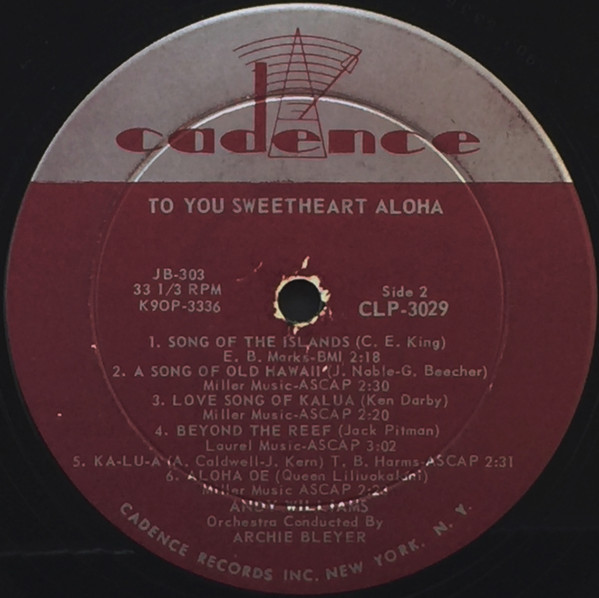 cadence
TO YOU SWEETHEART ALOHA
JB-303
33 1/3 RPM
K9OP-3336
Side 2
CLP-3029
1. SONG OF THE ISLANDS (C. E. King)
E. B. Marks-BMI 2:18
2. A SONG OF OLD HAWAII (J. Noble-G. Beecher)
Miller Music-ASCAP 2:30
3. LOVE SONG OF KALUA (Ken Darby)
Miller Music-ASCAP 2:20
4. BEYOND THE REEF (Jack Pitman)
Laurel Music-ASCAP 3:02
5. KA-LU-A (A. Caldwell-J. Kern) T. B. Harms-ASCAP 2:31
6. ALOHA OE (Queen Liliuokalani)
Miller Music ASCAP
ANDY WILLIAMS
Orchestra Conducted By
ARCHIE BLEYER
CADENCE RECORDS INC. NEW YORK. N. Y.